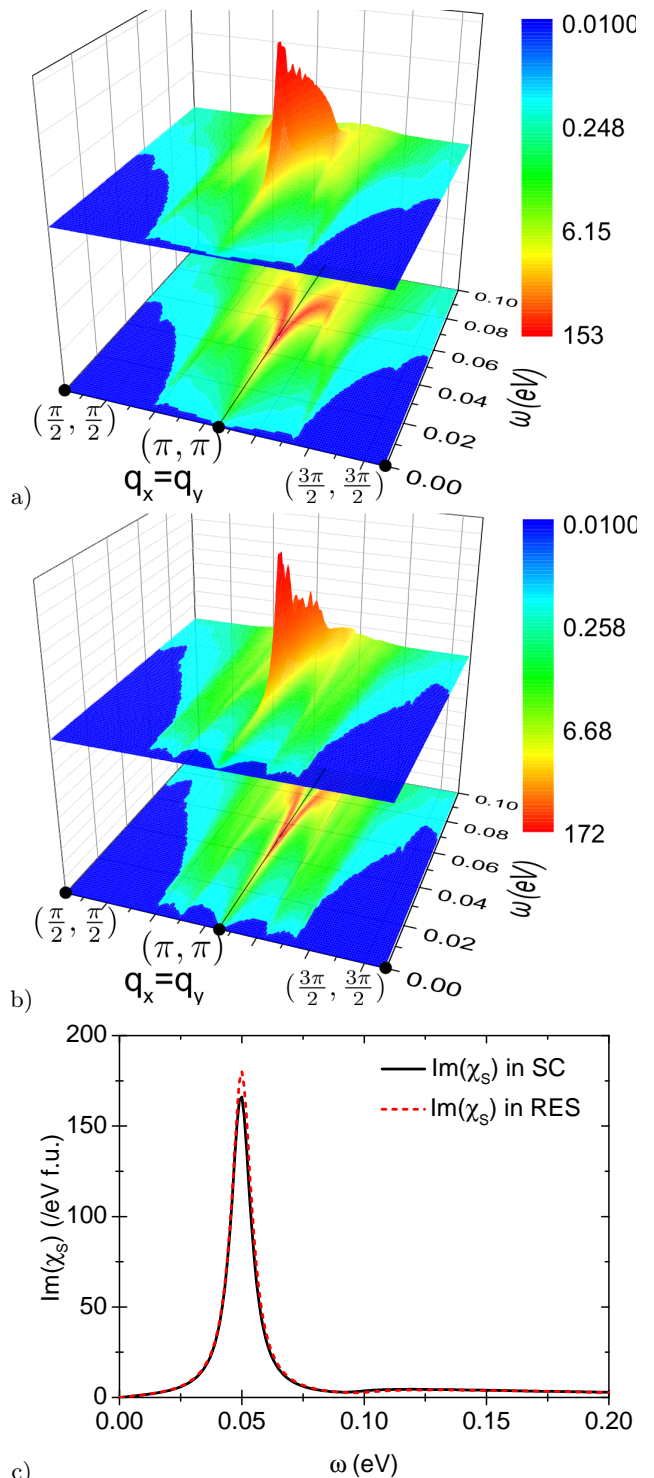 0.0100
0.248
6.15
153
0.10
0.08
0.06
0.04
0.02
0.00
ω(eV)
(π/2, π/2)
(π, π)
(3π/2, 3π/2)
q_x=q_y
a)
0.0100
0.258
6.68
172
0.10
0.08
0.06
0.04
0.02
0.00
ω(eV)
(π/2, π/2)
(π, π)
(3π/2, 3π/2)
q_x=q_y
b)
200
150
100
50
0
Im(χ_S) (/eV f.u.)
Im(χ_S) in SC
Im(χ_S) in RES
0.00
0.05
0.10
0.15
0.20
ω (eV)
c)